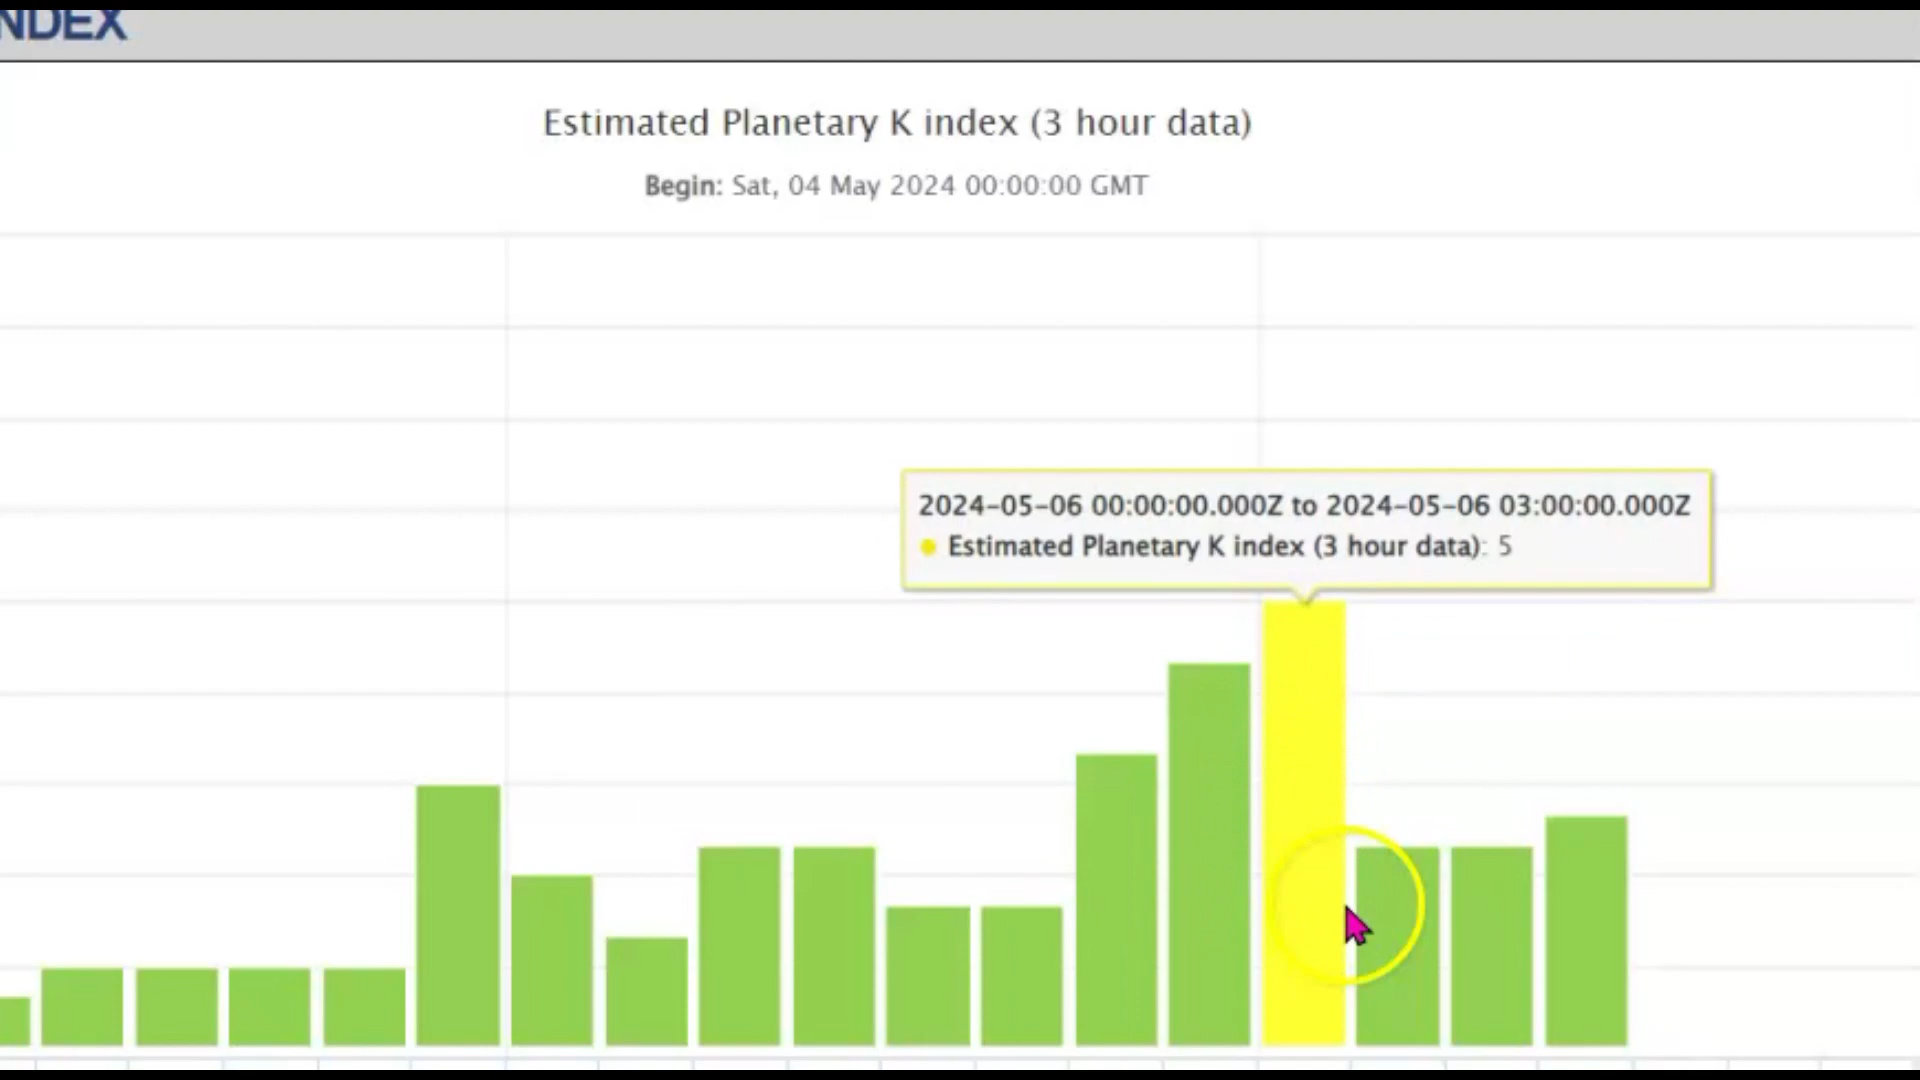 NDEX
Estimated Planetary K index (3 hour data)
Begin: Sat, 04 May 2024 00:00:00 GMT
2024-05-06 00:00:00.000Z to 2024-05-06 03:00:00.000Z
Estimated Planetary K index (3 hour data): 5